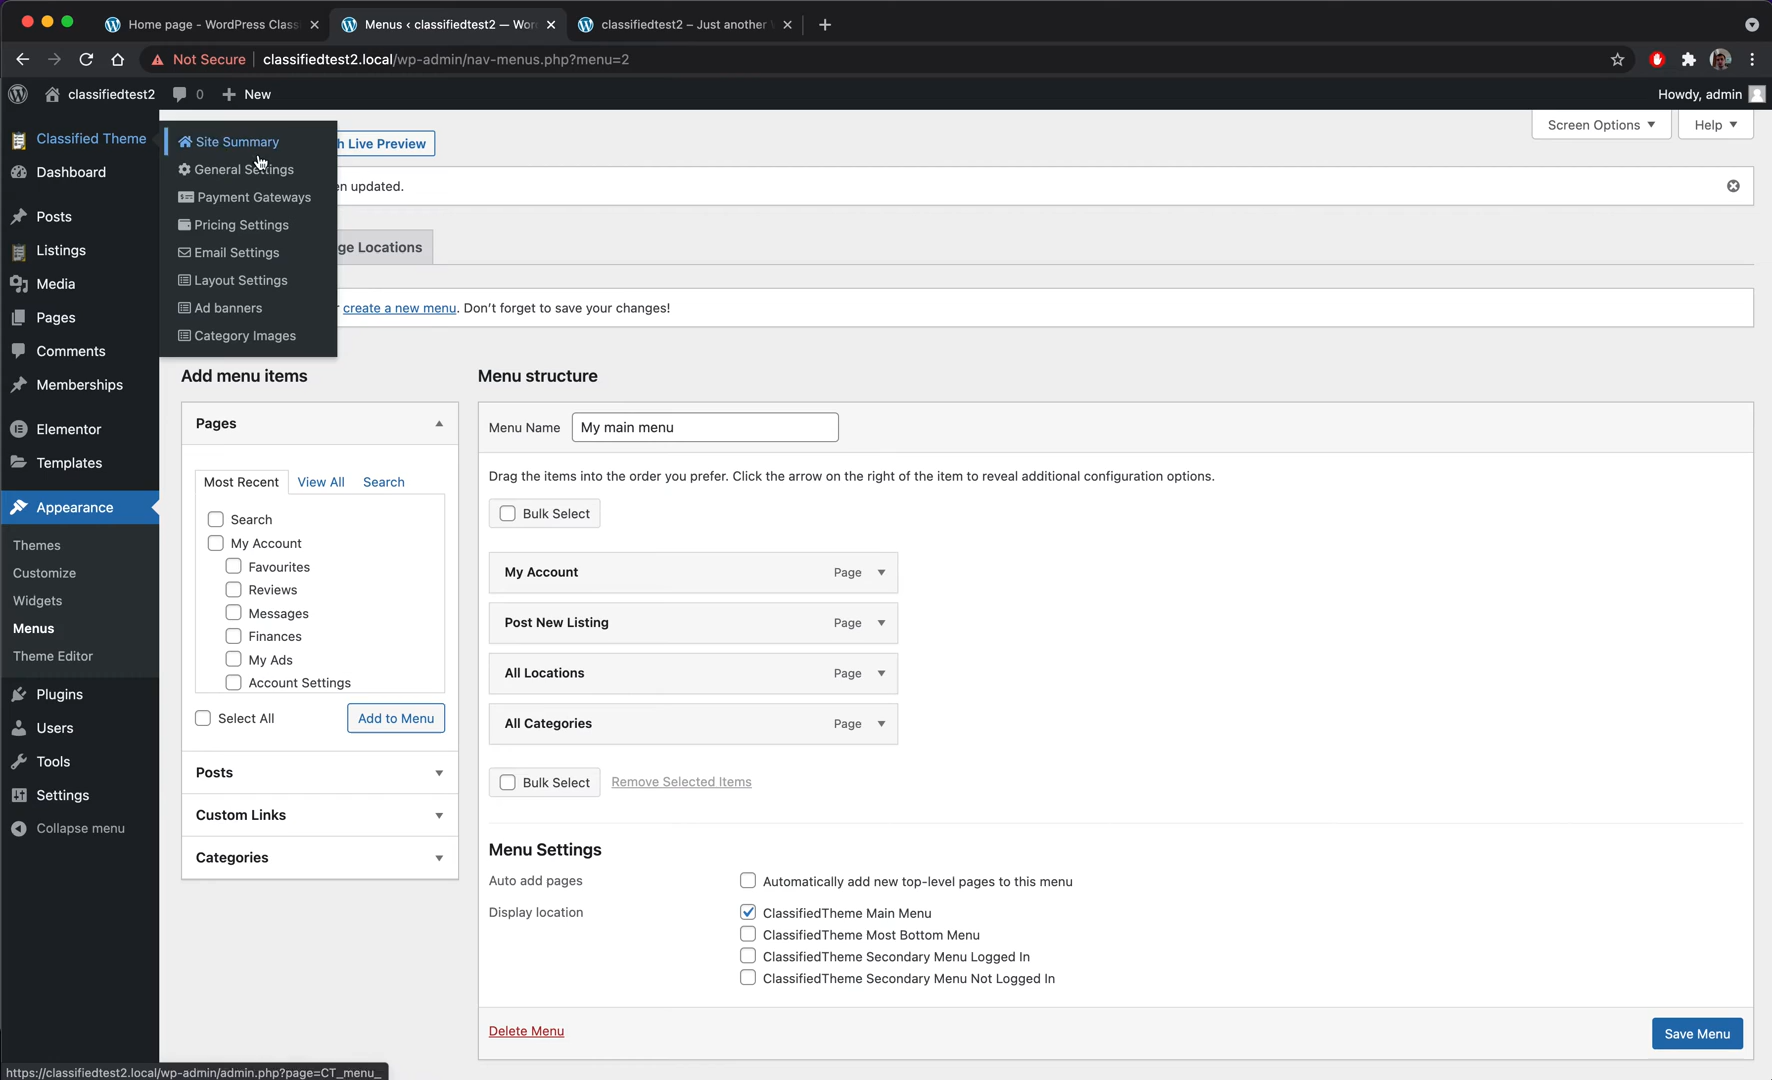 Home page - WordPress Class
Menus ‹ classifiedtest2 — Wor
classifiedtest2 – Just another
Not Secure
classifiedtest2.local/wp-admin/nav-menus.php?menu=2
classifiedtest2
0
New
Howdy, admin
Classified Theme
Dashboard
Posts
Listings
Media
Pages
Comments
Memberships
Elementor
Templates
Appearance
Themes
Customize
Widgets
Menus
Theme Editor
Plugins
Users
Tools
Settings
Collapse menu
Site Summary
General Settings
Payment Gateways
Pricing Settings
Email Settings
Layout Settings
Ad banners
Category Images
Screen Options
Help
h Live Preview
en updated.
ge Locations
create a new menu. Don’t forget to save your changes!
Add menu items
Pages
Most Recent
View All
Search
Search
My Account
Favourites
Reviews
Messages
Finances
My Ads
Account Settings
Select All
Add to Menu
Posts
Custom Links
Categories
Menu structure
Menu Name
My main menu
Drag the items into the order you prefer. Click the arrow on the right of the item to reveal additional configuration options.
Bulk Select
My Account
Page
Post New Listing
Page
All Locations
Page
All Categories
Page
Bulk Select
Remove Selected Items
Menu Settings
Auto add pages
Automatically add new top-level pages to this menu
Display location
ClassifiedTheme Main Menu
ClassifiedTheme Most Bottom Menu
ClassifiedTheme Secondary Menu Logged In
ClassifiedTheme Secondary Menu Not Logged In
Delete Menu
Save Menu
https://classifiedtest2.local/wp-admin/admin.php?page=CT_menu_